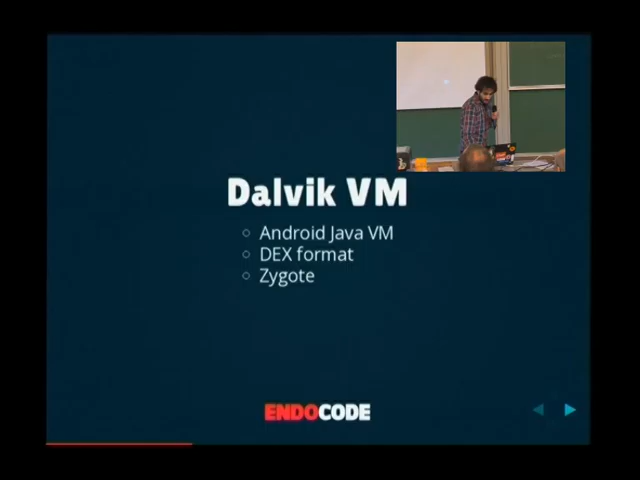 Dalvik VM
Android Java VM
DEX format
Zygote
ENDOCODE